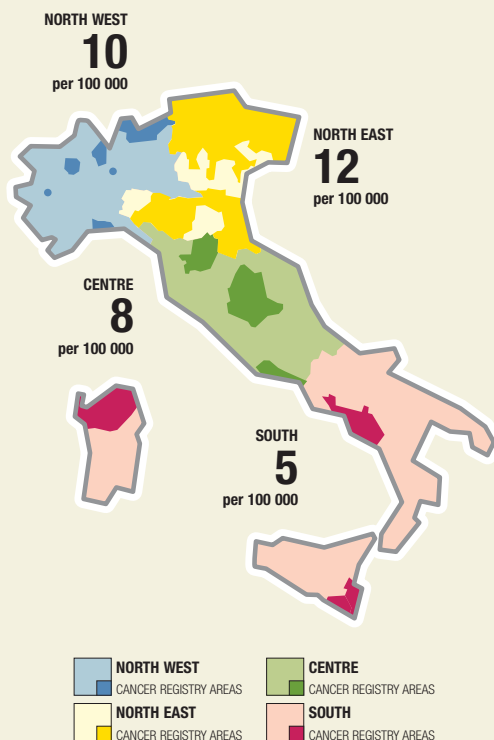 NORTH WEST
10
per 100 000
NORTH EAST
12
per 100 000
CENTRE
8
per 100 000
SOUTH
5
per 100 000
NORTH WEST
CANCER REGISTRY AREAS
CENTRE
CANCER REGISTRY AREAS
NORTH EAST
CANCER REGISTRY AREAS
SOUTH
CANCER REGISTRY AREAS